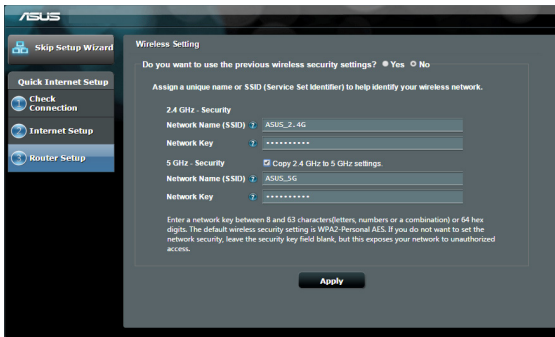 ASUS
Skip Setup Wizard
Quick Internet Setup
1 Check
Connection
2 Internet Setup
3 Router Setup
Wireless Setting
Do you want to use the previous wireless security settings? Yes No
Assign a unique name or SSID (Service Set Identifier) to help identify your wireless network.
2.4 GHz - Security
Network Name (SSID) ? ASUS_2.4G
Network Key ? ••••••••••
5 GHz - Security Copy 2.4 GHz to 5 GHz settings.
Network Name (SSID) ? ASUS_5G
Network Key ? ••••••••••
Enter a network key between 8 and 63 characters(letters, numbers or a combination) or 64 hex
digits. The default wireless security setting is WPA2-Personal AES. If you do not want to set the
network security, leave the security key field blank, but this exposes your network to unauthorized
access.
Apply